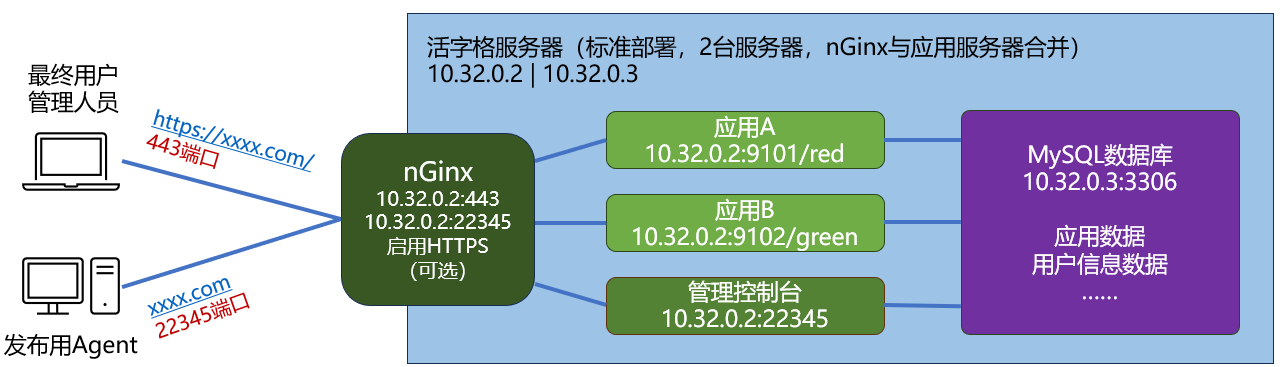 活字格服务器（标准部署，2台服务器，nGinx与应用服务器合并）
10.32.0.2 | 10.32.0.3
最终用户
管理人员
https://xxxx.com/
443端口
xxxx.com
22345端口
发布用Agent
nGinx
10.32.0.2:443
10.32.0.2:22345
启用HTTPS
（可选）
应用A
10.32.0.2:9101/red
应用B
10.32.0.2:9102/green
管理控制台
10.32.0.2:22345
MySQL数据库
10.32.0.3:3306
应用数据
用户信息数据
……